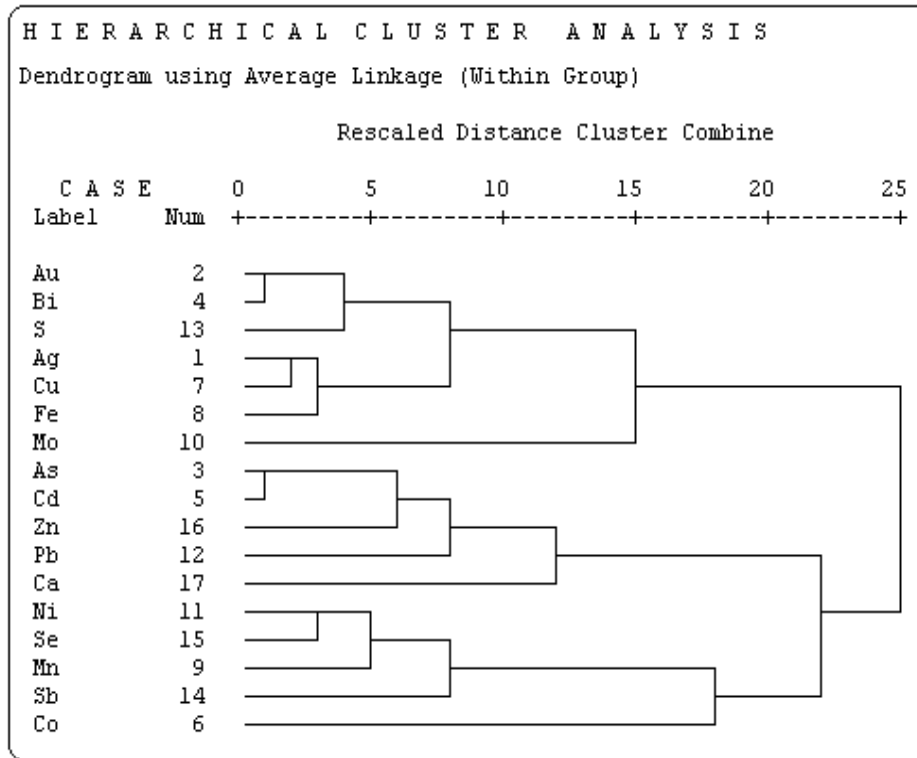 H I E R A R C H I C A L C L U S T E R A N A L Y S I S
Dendrogram using Average Linkage (Within Group)
Rescaled Distance Cluster Combine
C A S E 0 5 10 15 20 25
Label Num +---------+---------+---------+---------+---------+
Au 2
Bi 4
S 13
Ag 1
Cu 7
Fe 8
Mo 10
As 3
Cd 5
Zn 16
Pb 12
Ca 17
Ni 11
Se 15
Mn 9
Sb 14
Co 6